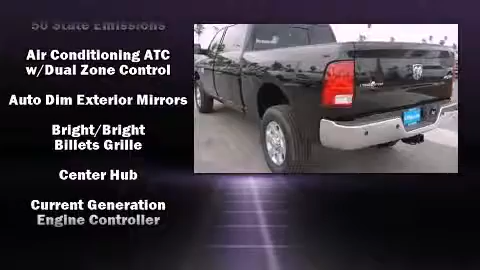 50 State Emissions
Air Conditioning ATC
w/Dual Zone Control
Auto Dim Exterior Mirrors
Bright/Bright
Billets Grille
Center Hub
Current Generation
Engine Controller